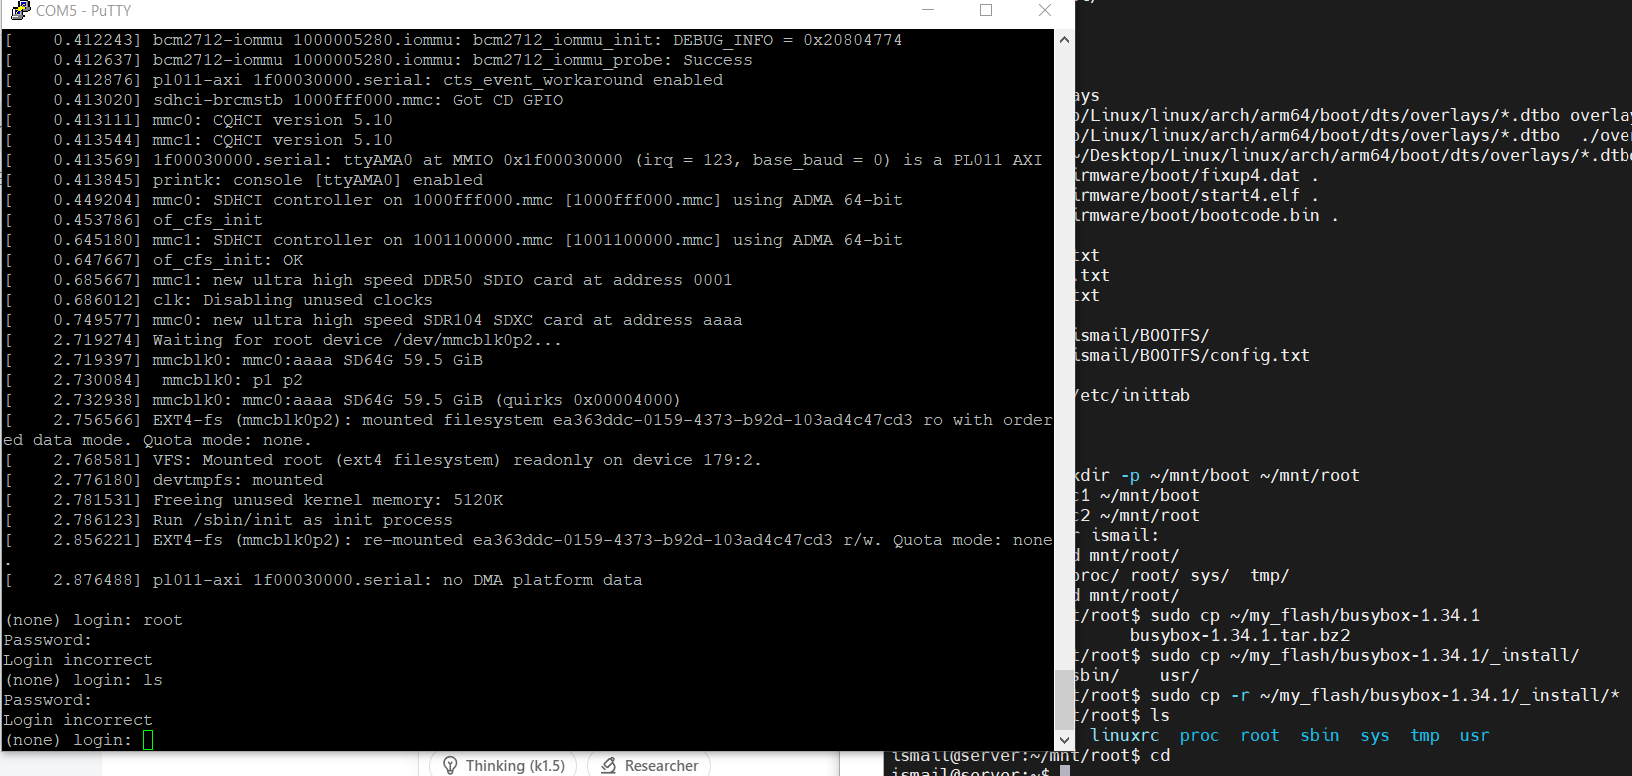 COM5 - PuTTY
[    0.412243] bcm2712-iommu 1000005280.iommu: bcm2712_iommu_init: DEBUG_INFO = 0x20804774
[    0.412637] bcm2712-iommu 1000005280.iommu: bcm2712_iommu_probe: Success
[    0.412876] pl011-axi 1f00030000.serial: cts_event_workaround enabled
[    0.413020] sdhci-brcmstb 1000fff000.mmc: Got CD GPIO
[    0.413111] mmc0: CQHCI version 5.10
[    0.413544] mmc1: CQHCI version 5.10
[    0.413569] 1f00030000.serial: ttyAMA0 at MMIO 0x1f00030000 (irq = 123, base_baud = 0) is a PL011 AXI
[    0.413845] printk: console [ttyAMA0] enabled
[    0.449204] mmc0: SDHCI controller on 1000fff000.mmc [1000fff000.mmc] using ADMA 64-bit
[    0.453786] of_cfs_init
[    0.645180] mmc1: SDHCI controller on 1001100000.mmc [1001100000.mmc] using ADMA 64-bit
[    0.647667] of_cfs_init: OK
[    0.685667] mmc1: new ultra high speed DDR50 SDIO card at address 0001
[    0.686012] clk: Disabling unused clocks
[    0.749577] mmc0: new ultra high speed SDR104 SDXC card at address aaaa
[    2.719274] Waiting for root device /dev/mmcblk0p2...
[    2.719397] mmcblk0: mmc0:aaaa SD64G 59.5 GiB
[    2.730084]  mmcblk0: p1 p2
[    2.732938] mmcblk0: mmc0:aaaa SD64G 59.5 GiB (quirks 0x00004000)
[    2.756566] EXT4-fs (mmcblk0p2): mounted filesystem ea363ddc-0159-4373-b92d-103ad4c47cd3 ro with order
ed data mode. Quota mode: none.
[    2.768581] VFS: Mounted root (ext4 filesystem) readonly on device 179:2.
[    2.776180] devtmpfs: mounted
[    2.781531] Freeing unused kernel memory: 5120K
[    2.786123] Run /sbin/init as init process
[    2.856221] EXT4-fs (mmcblk0p2): re-mounted ea363ddc-0159-4373-b92d-103ad4c47cd3 r/w. Quota mode: none
.
[    2.876488] pl011-axi 1f00030000.serial: no DMA platform data
(none) login: root
Password:
Login incorrect
(none) login: ls
Password:
Login incorrect
(none) login:
Thinking (k1.5)
Researcher
ays
/Linux/linux/arch/arm64/boot/dts/overlays/*.dtbo overlay
/Linux/linux/arch/arm64/boot/dts/overlays/*.dtbo  ./over
~/Desktop/Linux/linux/arch/arm64/boot/dts/overlays/*.dtbo
irmware/boot/fixup4.dat .
irmware/boot/start4.elf .
irmware/boot/bootcode.bin .
txt
.txt
txt
ismail/BOOTFS/
ismail/BOOTFS/config.txt
/etc/inittab
kdir -p ~/mnt/boot ~/mnt/root
c1 ~/mnt/boot
c2 ~/mnt/root
r ismail:
d mnt/root/
proc/ root/ sys/  tmp/
d mnt/root/
t/root$ sudo cp ~/my_flash/busybox-1.34.1
busybox-1.34.1.tar.bz2
t/root$ sudo cp ~/my_flash/busybox-1.34.1/_install/
sbin/    usr/
t/root$ sudo cp -r ~/my_flash/busybox-1.34.1/_install/*
t/root$ ls
linuxrc  proc  root  sbin  sys  tmp  usr
ismail@server:~/mnt/root$ cd
ismail@server:~$